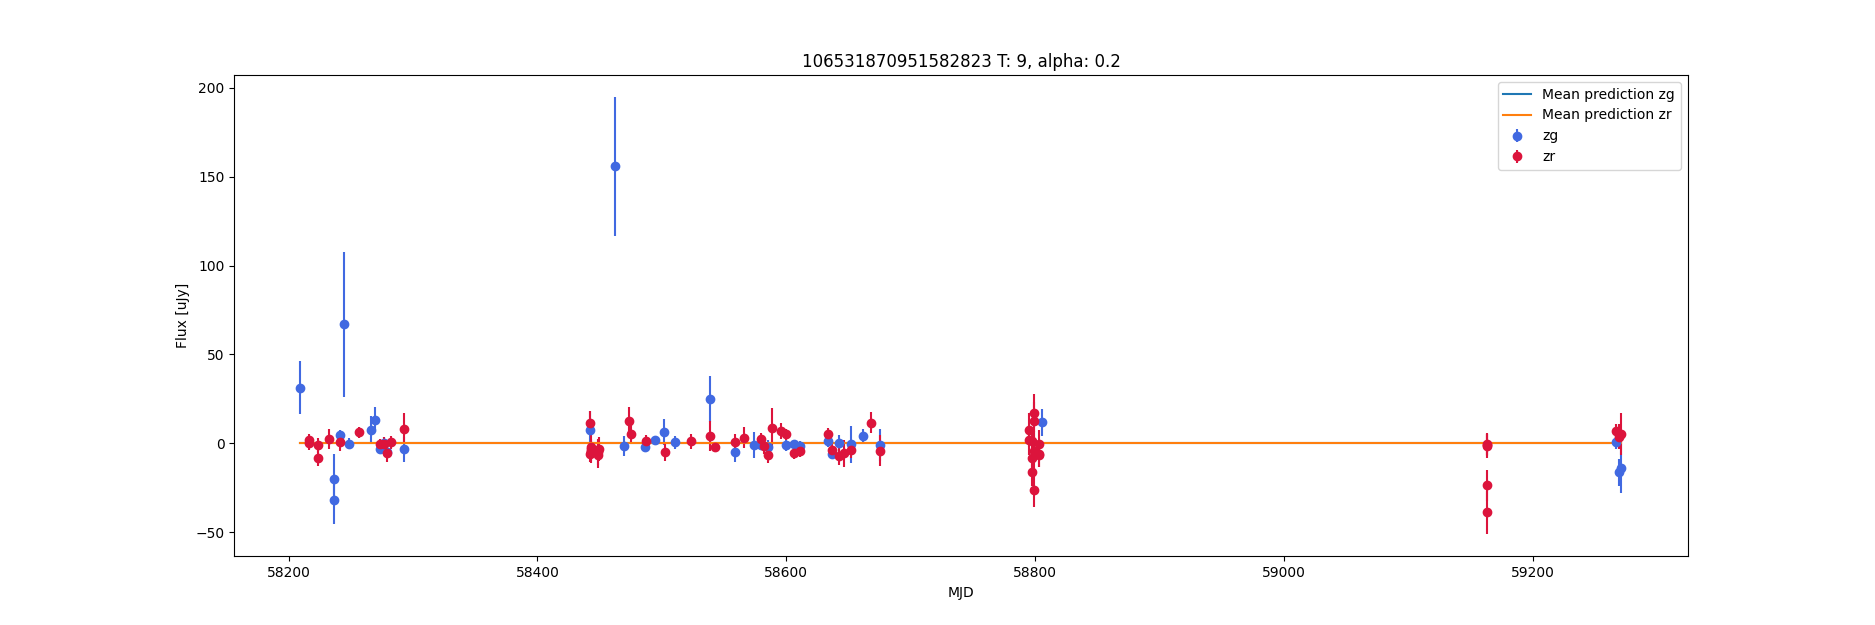 106531870951582823 T: 9, alpha: 0.2
Mean prediction zg
Mean prediction zr
zg
zr
200
150
100
50
0
−50
Flux [uJy]
58200
58400
58600
58800
59000
59200
MJD